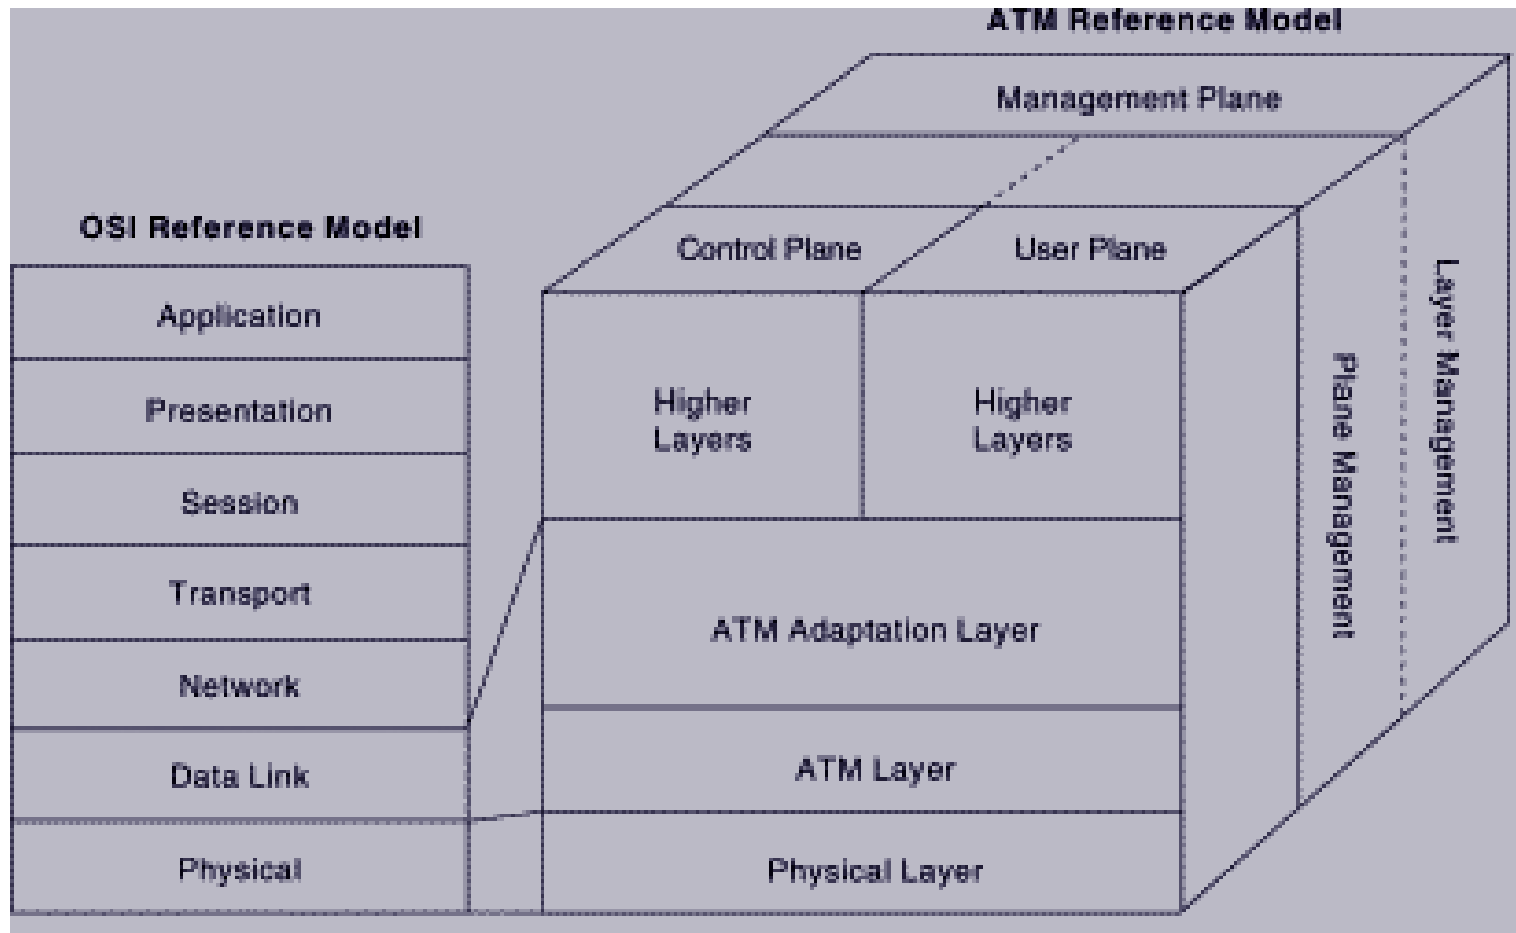 ATM Reference Model
Management Plane
OSI Reference Model
Control Plane
User Plane
Application
Presentation
Session
Transport
Network
Data Link
Physical
Higher
Layers
Higher
Layers
ATM Adaptation Layer
ATM Layer
Physical Layer
Plane Management
Layer Management